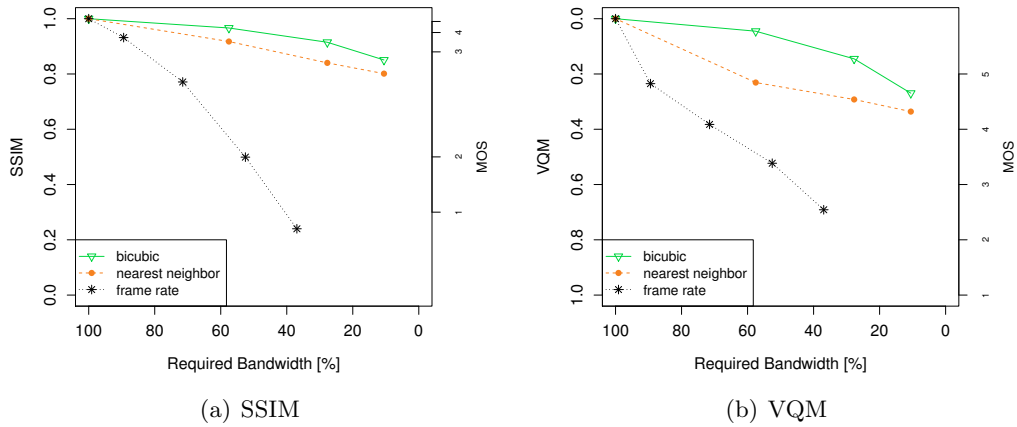 1.0
0.8
0.6
0.4
0.2
0.0
SSIM
4
3
2
1
MOS
bicubic
nearest neighbor
frame rate
100 80 60 40 20 0
Required Bandwidth [%]
(a) SSIM
0.0
0.2
0.4
0.6
0.8
1.0
VQM
5
4
3
2
1
MOS
bicubic
nearest neighbor
frame rate
100 80 60 40 20 0
Required Bandwidth [%]
(b) VQM